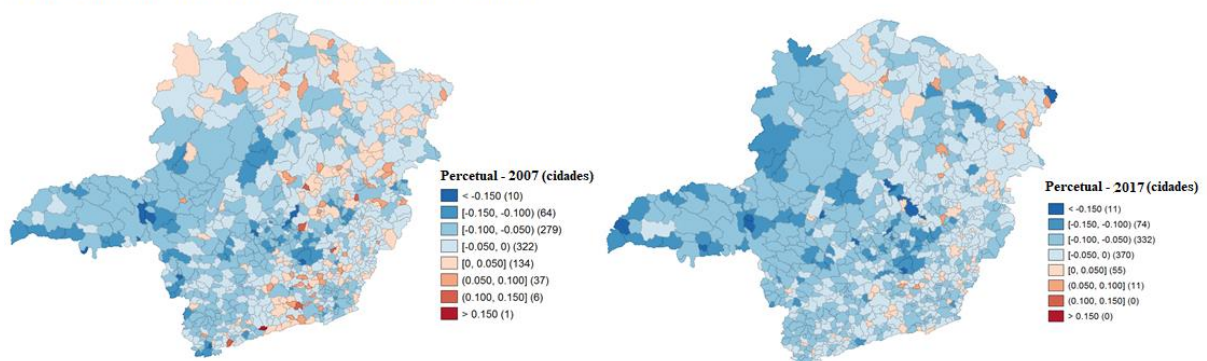 Percetual - 2007 (cidades)
< -0.150 (10)
[-0.150, -0.100) (64)
[-0.100, -0.050) (279)
[-0.050, 0) (322)
[0, 0.050] (134)
(0.050, 0.100] (37)
(0.100, 0.150] (6)
> 0.150 (1)
Percetual - 2017 (cidades)
< -0.150 (11)
[-0.150, -0.100) (74)
[-0.100, -0.050) (332)
[-0.050, 0) (370)
[0, 0.050] (55)
(0.050, 0.100] (11)
(0.100, 0.150] (0)
> 0.150 (0)